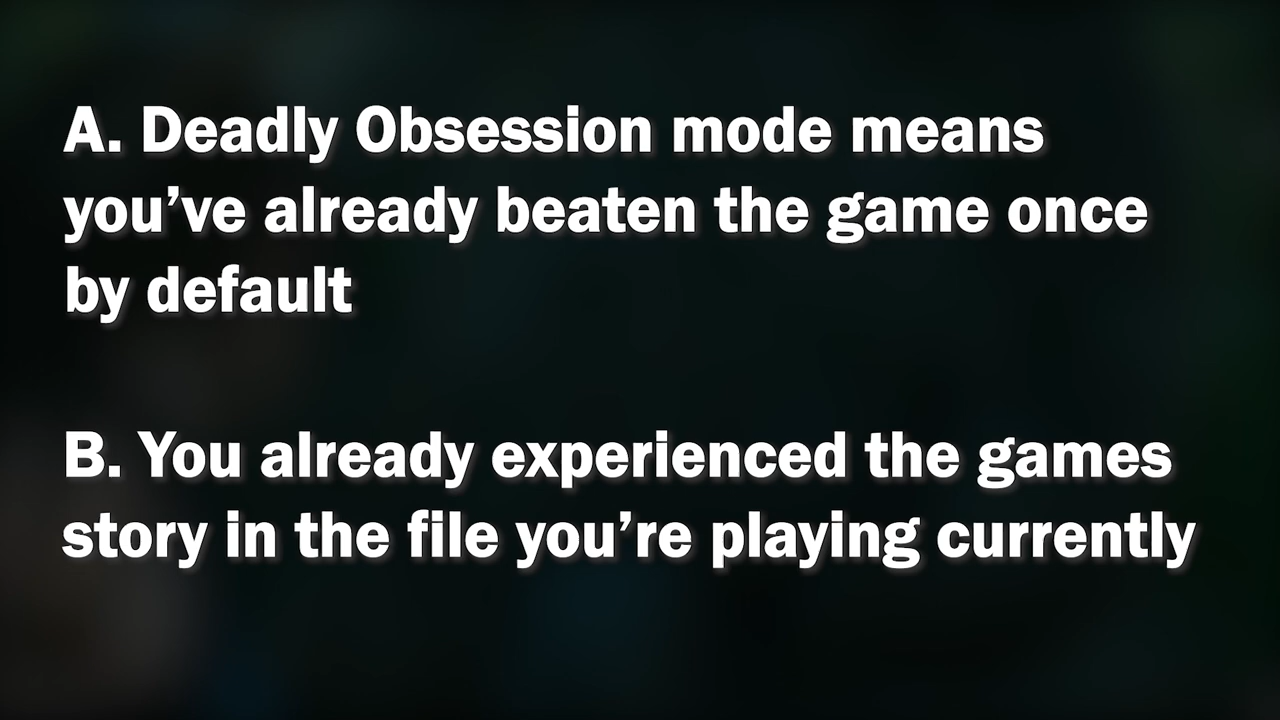 A. Deadly Obsession mode means
you’ve already beaten the game once
by default
B. You already experienced the games
story in the file you’re playing currently